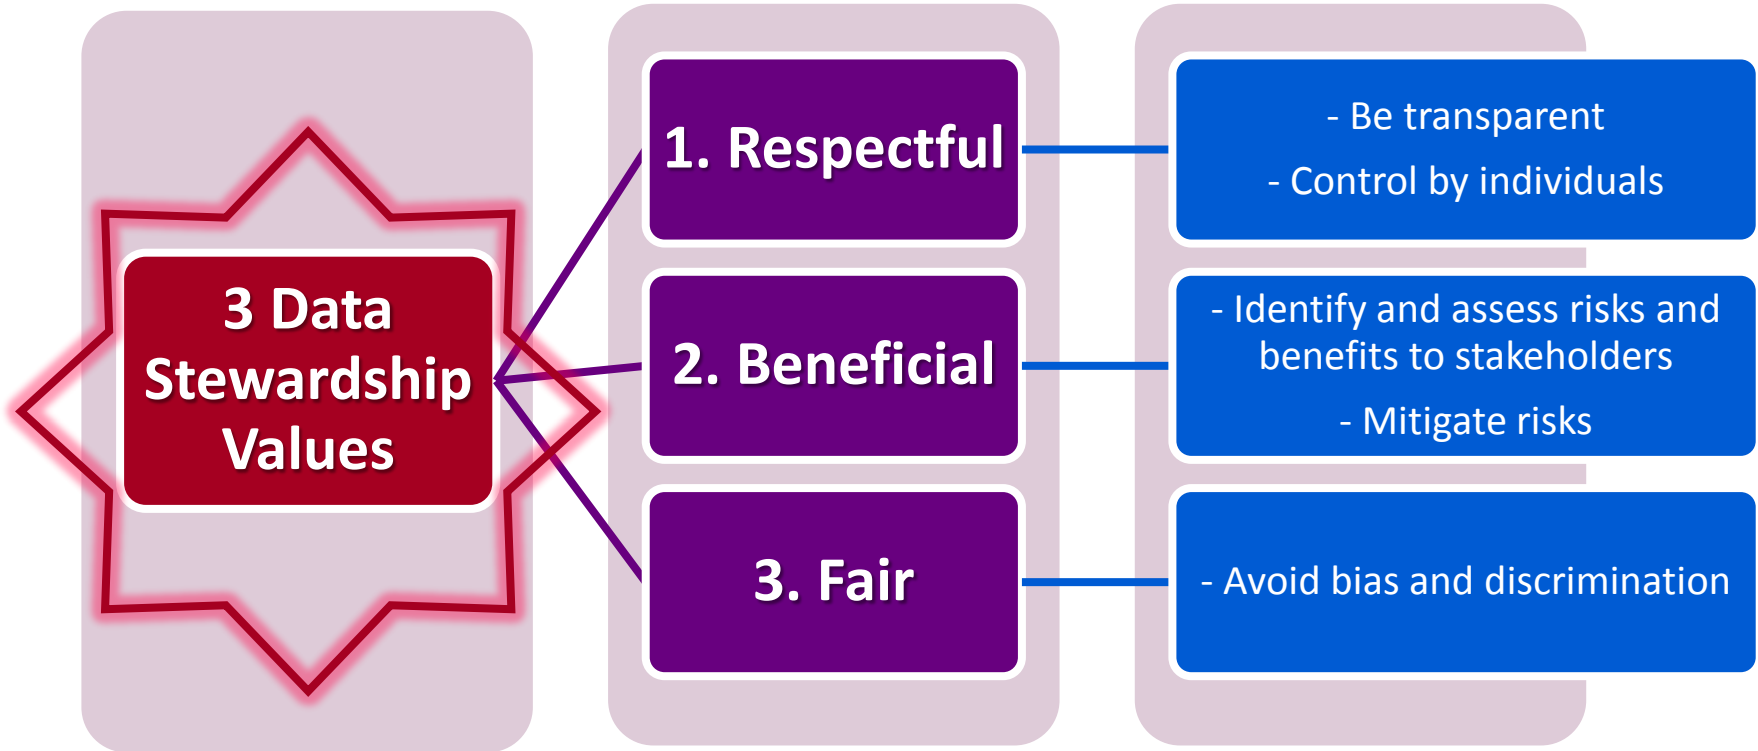 3 Data
Stewardship
Values
1. Respectful
- Be transparent
- Control by individuals
2. Beneficial
- Identify and assess risks and
benefits to stakeholders
- Mitigate risks
3. Fair
- Avoid bias and discrimination